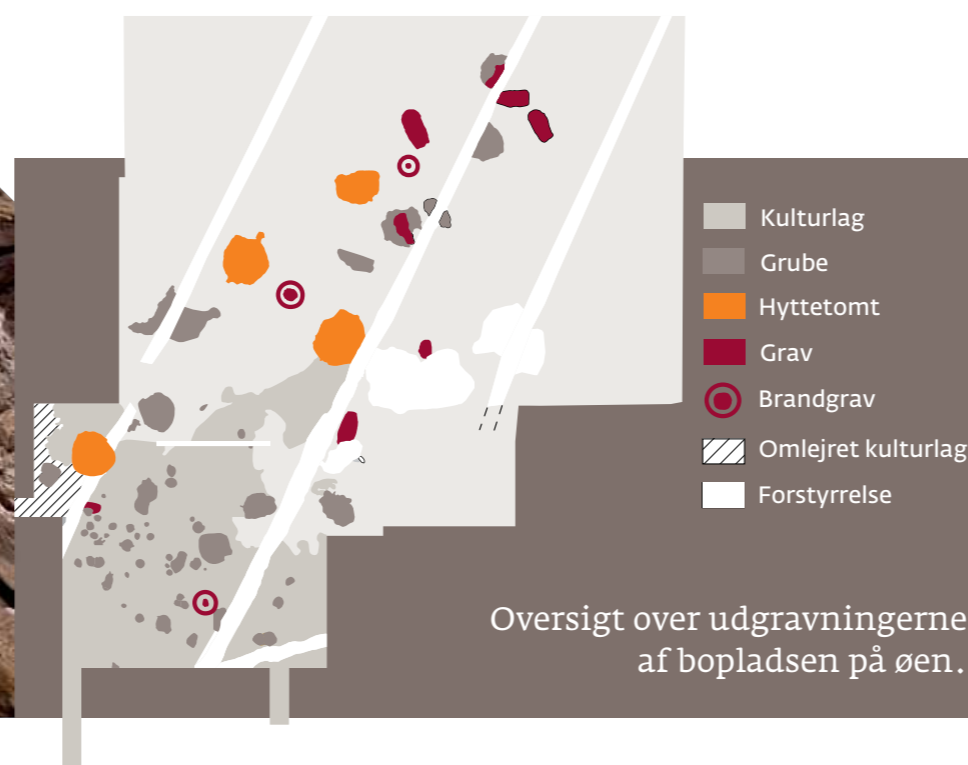 Kulturlag
Grube
Hyttetomt
Grav
Brandgrav
Omlejret kulturlag
Forstyrrelse
Oversigt over udgravningerne
af bopladsen på øen.